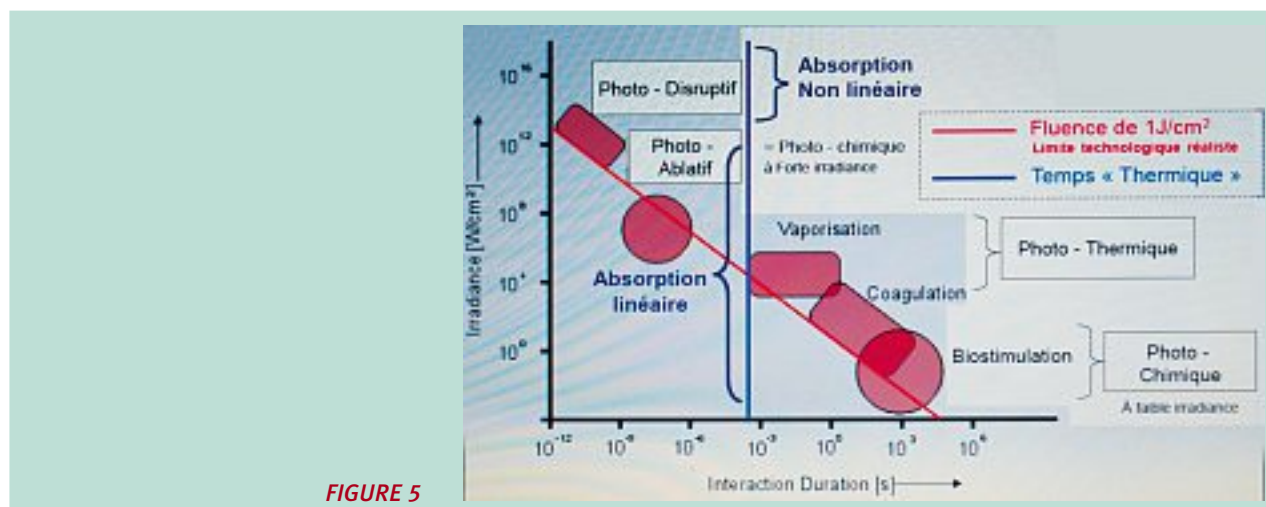 10¹⁶
10¹²
10⁸
10⁴
10⁰
Irradiance [W/cm²]
Photo - Disruptif
Absorption
Non linéaire
Photo -
Ablatif
= Photo - chimique
à Forte irradiance
Fluence de 1J/cm²
Limite technologique réaliste
Temps « Thermique »
Vaporisation
Photo - Thermique
Absorption
linéaire
Coagulation
Biostimulation
Photo -
Chimique
À faible irradiance
10⁻¹² 10⁻⁹ 10⁻⁶ 10⁻³ 10⁰ 10³ 10⁶
Interaction Duration [s]
FIGURE 5